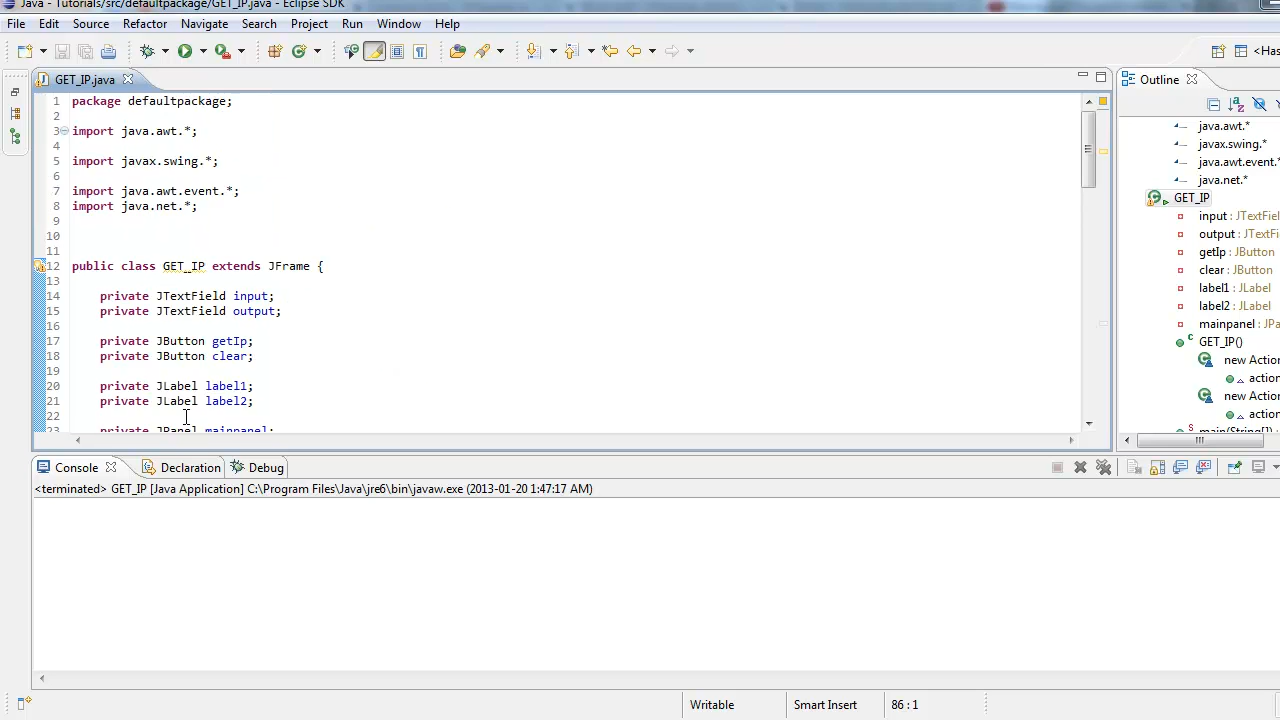 Java - Tutorials/src/defaultpackage/GET_IP.java - Eclipse SDK
File Edit Source Refactor Navigate Search Project Run Window Help
<Has
GET_IP.java
1 package defaultpackage;
2
3 import java.awt.*;
4
5 import javax.swing.*;
6
7 import java.awt.event.*;
8 import java.net.*;
9
10
11
12 public class GET_IP extends JFrame {
13
14 private JTextField input;
15 private JTextField output;
16
17 private JButton getIp;
18 private JButton clear;
19
20 private JLabel label1;
21 private JLabel label2;
22
23 private JPanel mainpanel;
Outline
java.awt.*
javax.swing.*
java.awt.event.*
java.net.*
GET_IP
input : JTextFiel
output : JTextFi
getIp : JButton
clear : JButton
label1 : JLabel
label2 : JLabel
mainpanel : JPa
GET_IP()
new Action
action
new Action
action
main(String[])
Console Declaration Debug
<terminated> GET_IP [Java Application] C:\Program Files\Java\jre6\bin\javaw.exe (2013-01-20 1:47:17 AM)
Writable Smart Insert 86 : 1